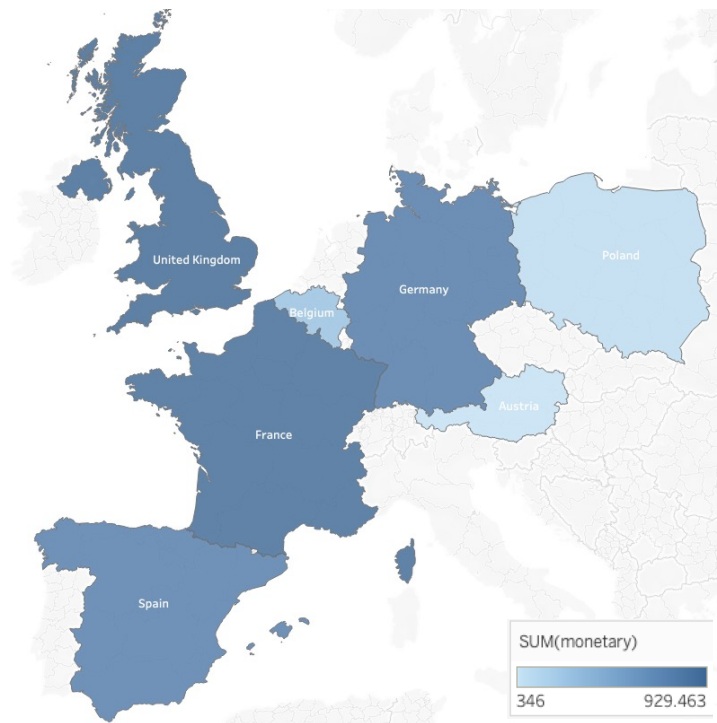 United Kingdom
Poland
Germany
Belgium
Austria
France
Spain
SUM(monetary)
346 929.463